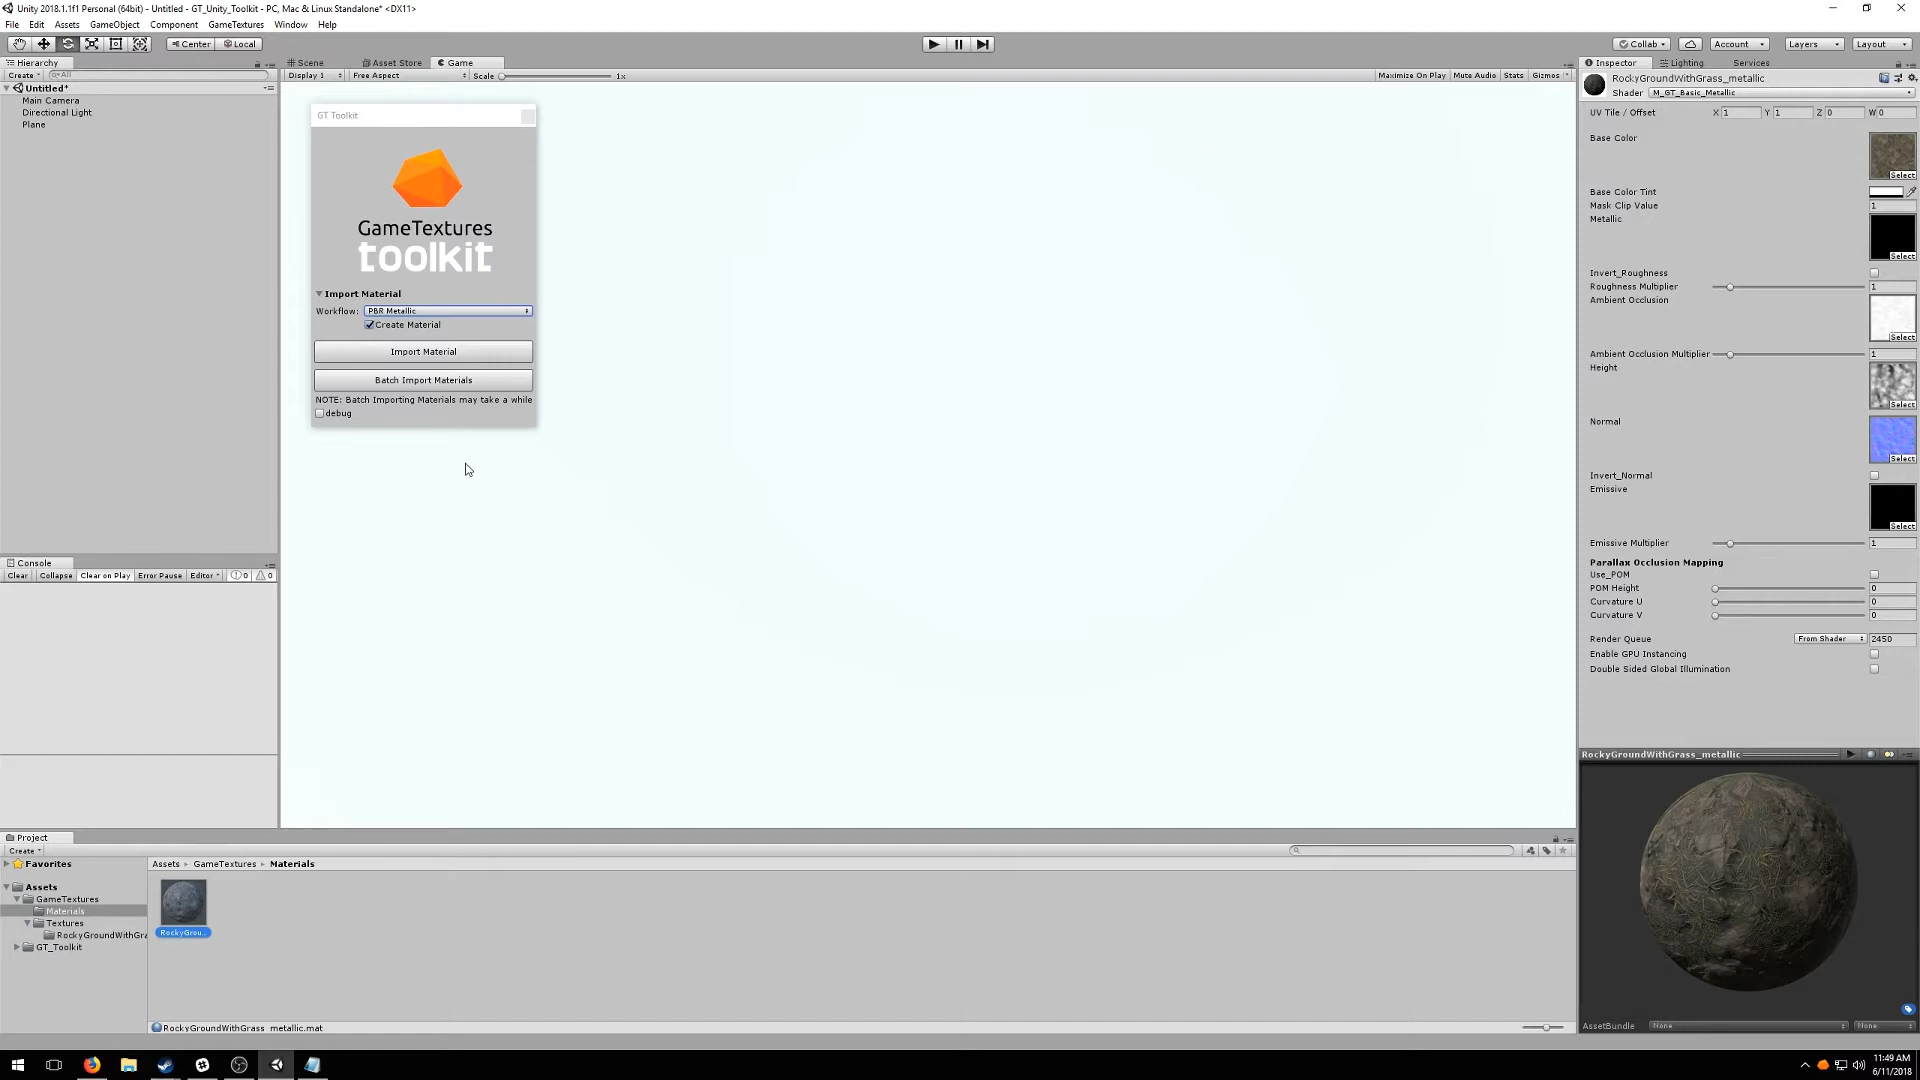 Unity 2018.1.1f1 Personal (64bit) - Untitled - GT_Unity_Toolkit - PC, Mac & Linux Standalone* <DX11>
File Edit Assets GameObject Component GameTextures Window Help
Center Local
Collab Account Layers Layout
Hierarchy
Create All
Untitled*
Main Camera
Directional Light
Plane
Scene Asset Store Game
Display 1 Free Aspect Scale 1x Maximize On Play Mute Audio Stats Gizmos
GT Toolkit
GameTextures
toolkit
Import Material
Workflow: PBR Metallic
Create Material
Import Material
Batch Import Materials
NOTE: Batch Importing Materials may take a while
debug
Console
Clear Collapse Clear on Play Error Pause Editor 0 0
Project
Create
Favorites
Assets
GameTextures
Materials
Textures
RockyGroundWithGra
GT_Toolkit
Assets GameTextures Materials
RockyGrou...
RockyGroundWithGrass_metallic.mat
Inspector Lighting Services
RockyGroundWithGrass_metallic
Shader M_GT_Basic_Metallic
UV Tile / Offset X 1 Y 1 Z 0 W 0
Base Color
Select
Base Color Tint
Mask Clip Value 1
Metallic
Select
Invert_Roughness
Roughness Multiplier 1
Ambient Occlusion
Select
Ambient Occlusion Multiplier 1
Height
Select
Normal
Select
Invert_Normal
Emissive
Select
Emissive Multiplier 1
Parallax Occlusion Mapping
Use_POM
POM Height 0
Curvature U 0
Curvature V 0
Render Queue From Shader 2450
Enable GPU Instancing
Double Sided Global Illumination
RockyGroundWithGrass_metallic
AssetBundle None None
11:49 AM
6/11/2018